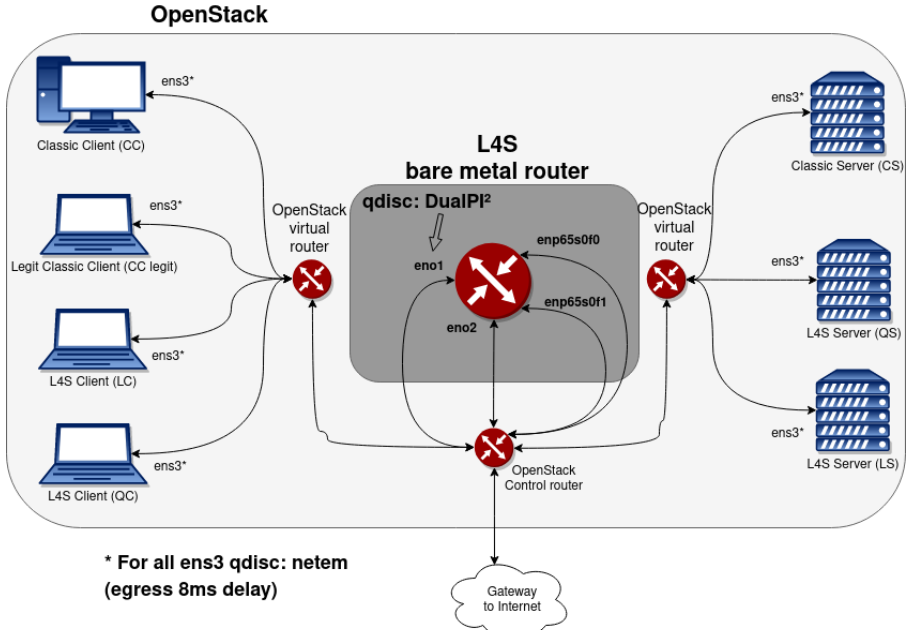 OpenStack
ens3*
Classic Client (CC)
ens3*
Legit Classic Client (CC legit)
ens3*
L4S Client (LC)
ens3*
L4S Client (QC)
OpenStack
virtual
router
L4S
bare metal router
qdisc: DualPI²
eno1
enp65s0f0
enp65s0f1
eno2
OpenStack
virtual
router
ens3*
Classic Server (CS)
ens3*
L4S Server (QS)
ens3*
L4S Server (LS)
OpenStack
Control router
* For all ens3 qdisc: netem
(egress 8ms delay)
Gateway
to Internet